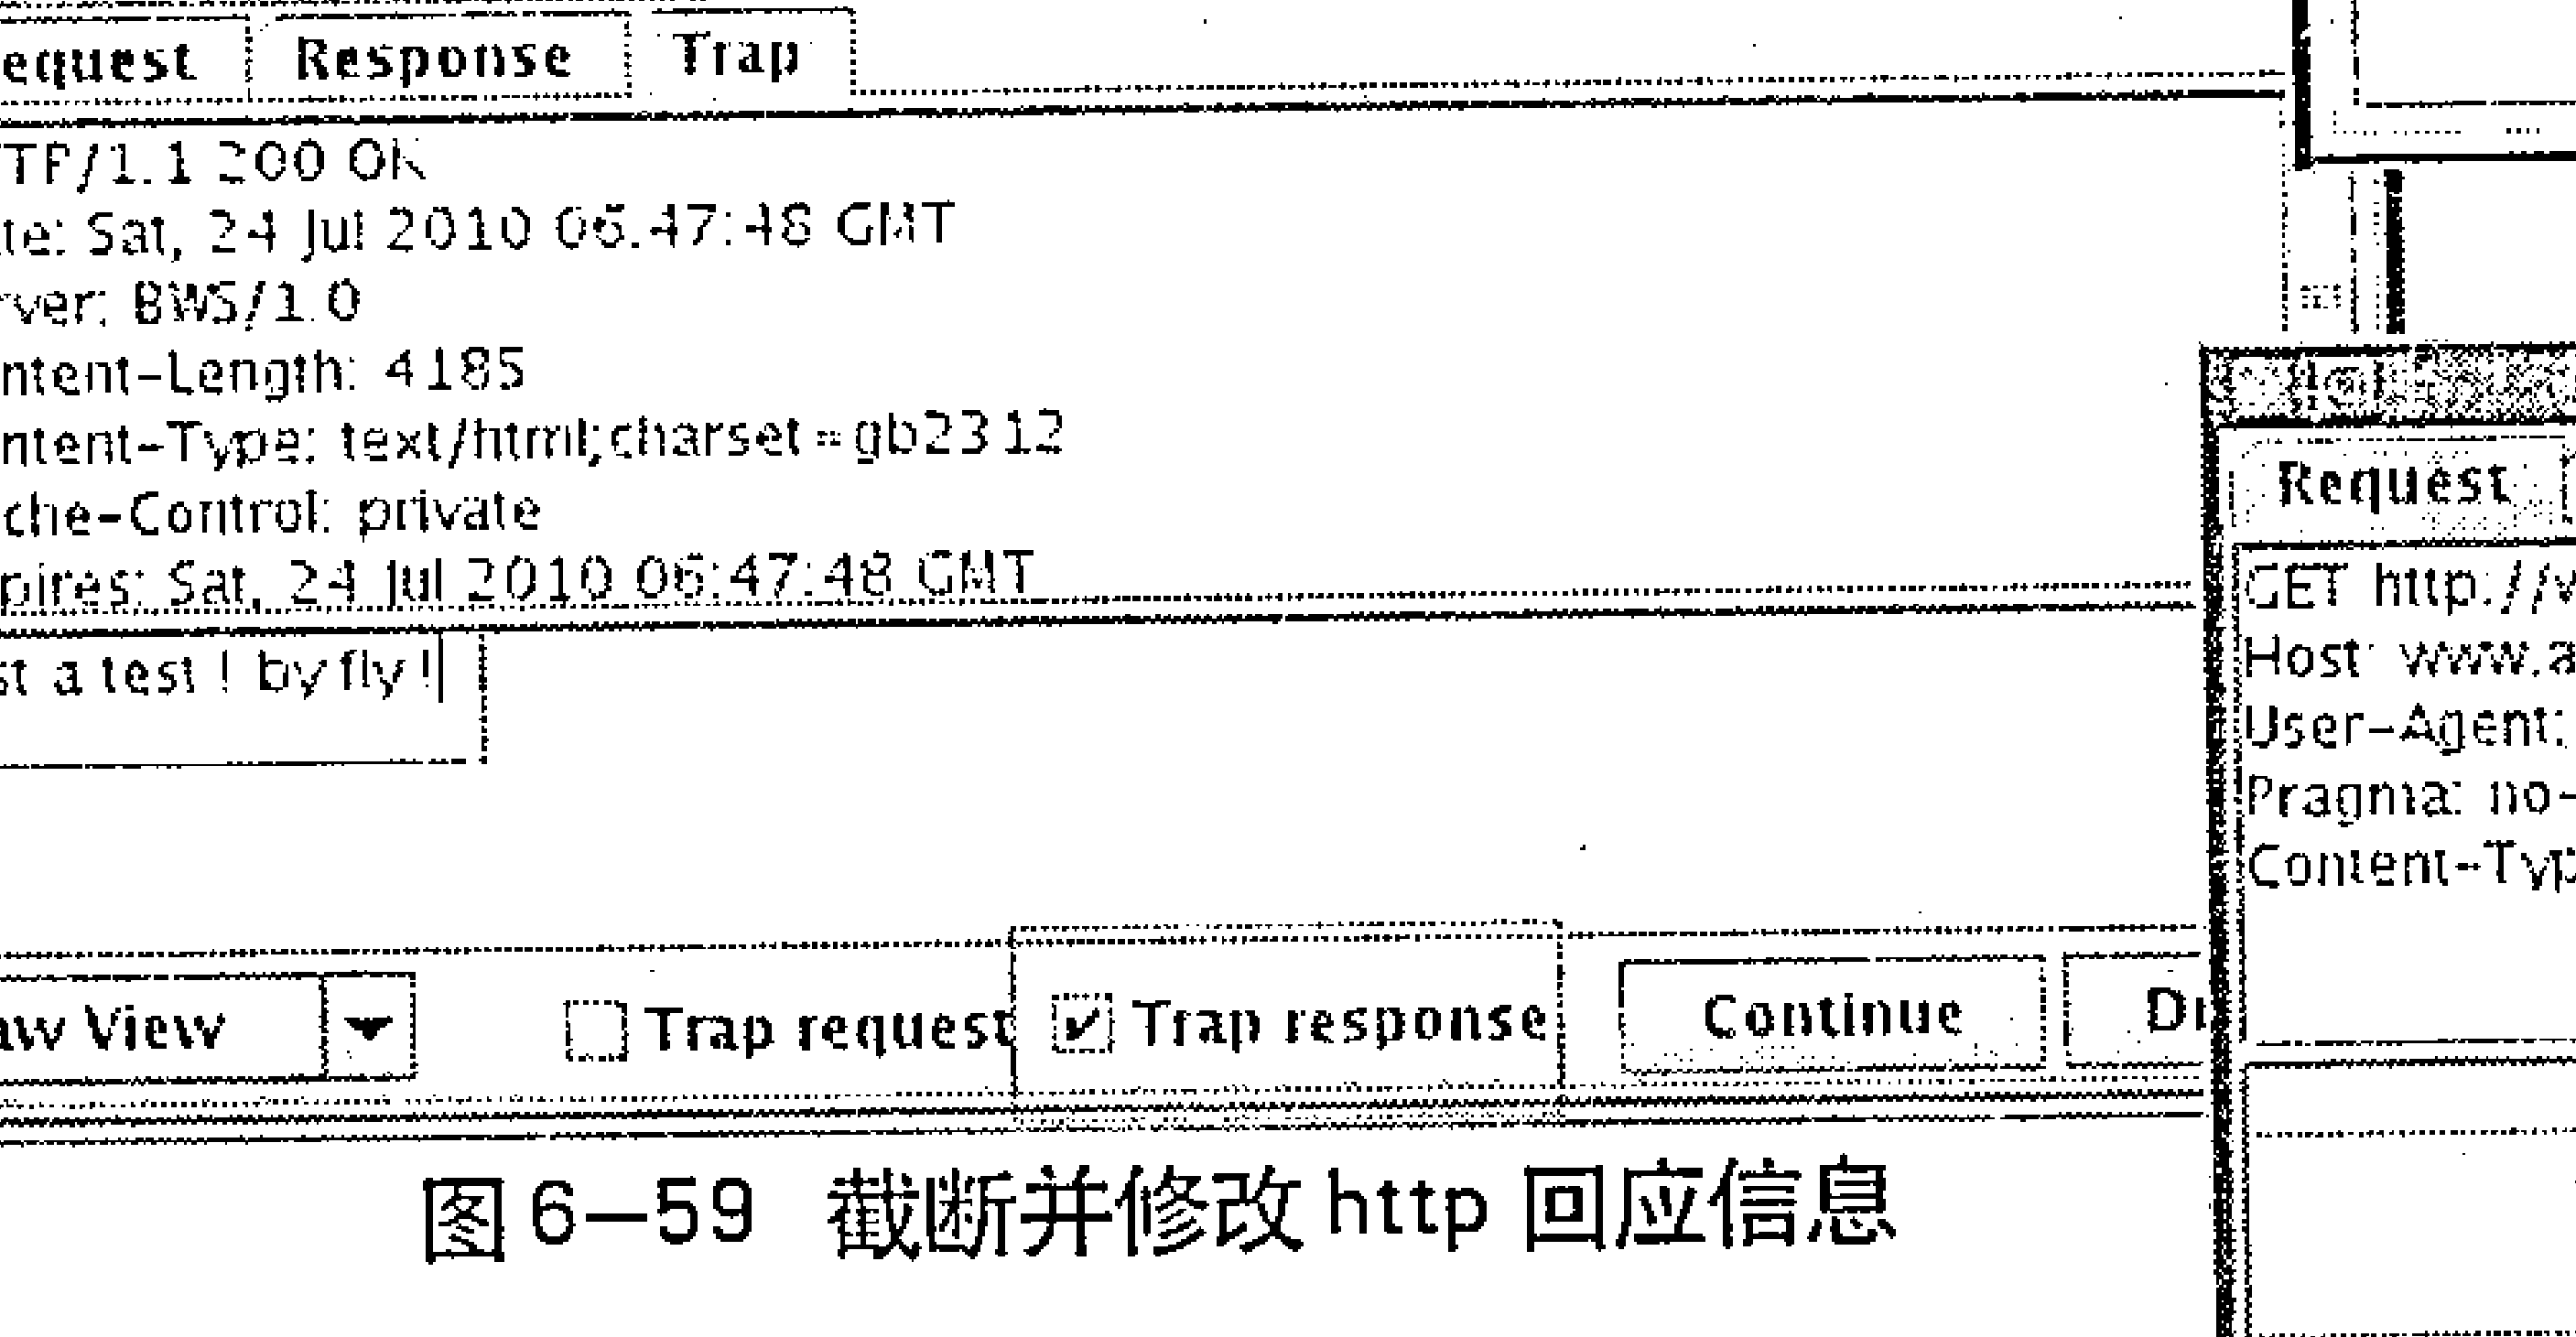 equest Response Trap
TTP/1.1 200 OK
te: Sat, 24 Jul 2010 06:47:48 GMT
rver: BWS/1.0
ntent-Length: 4185
ntent-Type: text/html;charset=gb2312
che-Control: private
pires: Sat, 24 Jul 2010 06:47:48 GMT
st a test ! by fly !
aw View Trap request Trap response Continue Dr
图 6-59 截断并修改 http 回应信息
Request
GET http://w
Host: www.a
User-Agent:
Pragma: no-
Content-Typ